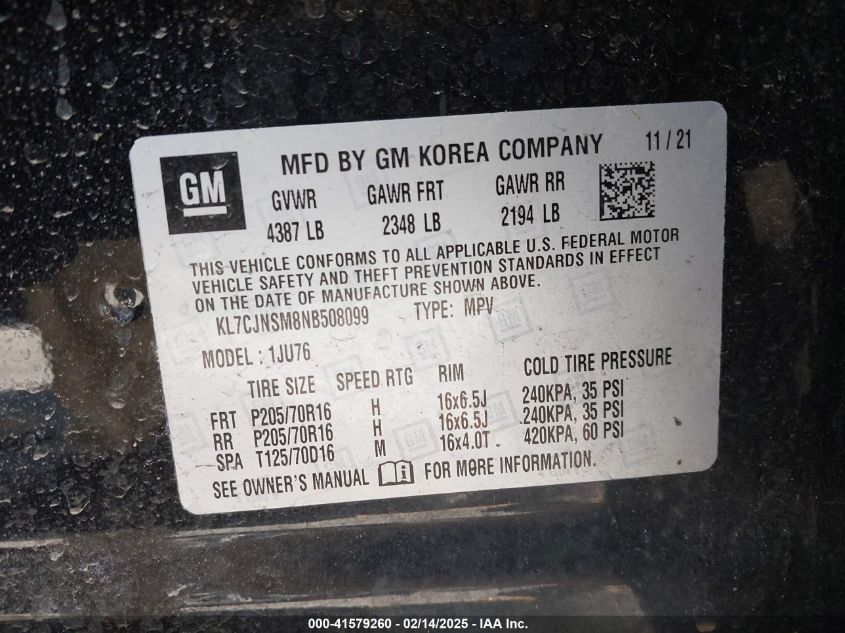 GM
MFD BY GM KOREA COMPANY 11 / 21
GVWR GAWR FRT GAWR RR
4387 LB 2348 LB 2194 LB
THIS VEHICLE CONFORMS TO ALL APPLICABLE U.S. FEDERAL MOTOR
VEHICLE SAFETY AND THEFT PREVENTION STANDARDS IN EFFECT
ON THE DATE OF MANUFACTURE SHOWN ABOVE.
KL7CJNSM8NB508099 TYPE: MPV
MODEL : 1JU76
TIRE SIZE SPEED RTG RIM COLD TIRE PRESSURE
FRT P205/70R16 H 16x6.5J 240KPA, 35 PSI
RR P205/70R16 H 16x6.5J 240KPA, 35 PSI
SPA T125/70D16 M 16x4.0T 420KPA, 60 PSI
SEE OWNER'S MANUAL FOR MORE INFORMATION.
000-41579260 - 02/14/2025 - IAA Inc.